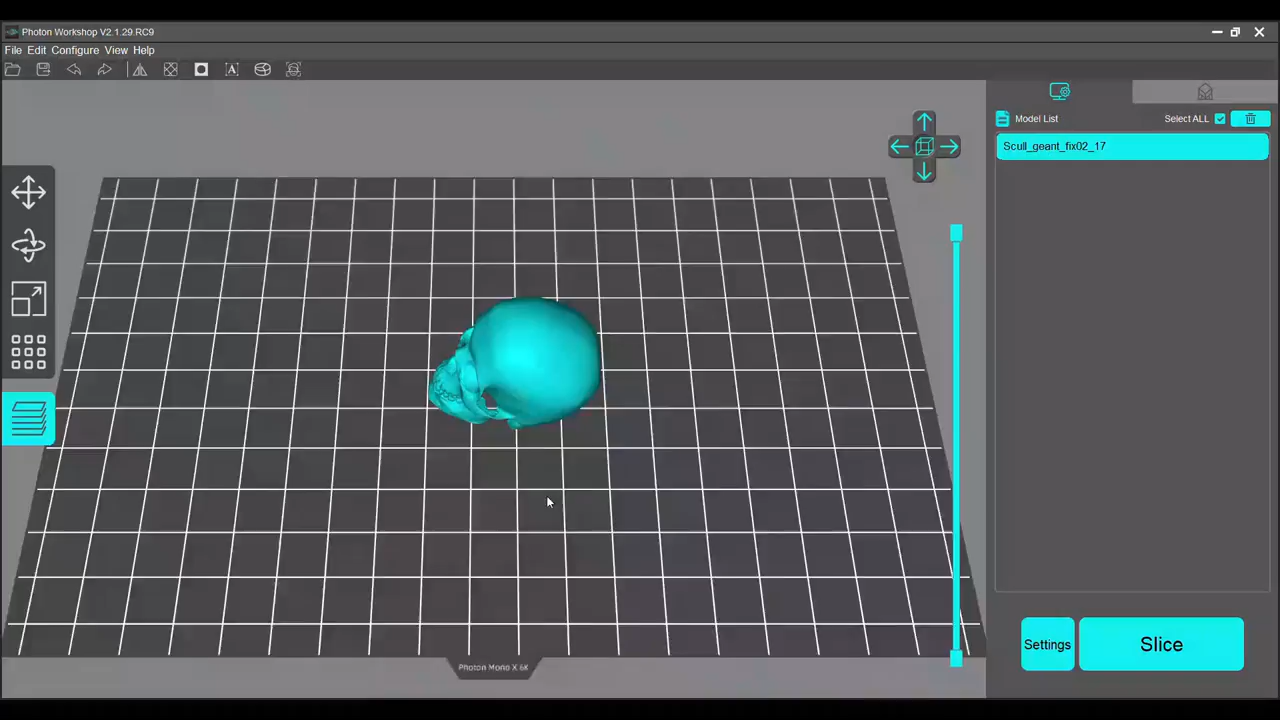 Photon Workshop V2.1.29.RC9
File Edit Configure View Help
A
Model List
Select ALL
Scull_geant_fix02_17
Settings
Slice
Photon Mono X 6K